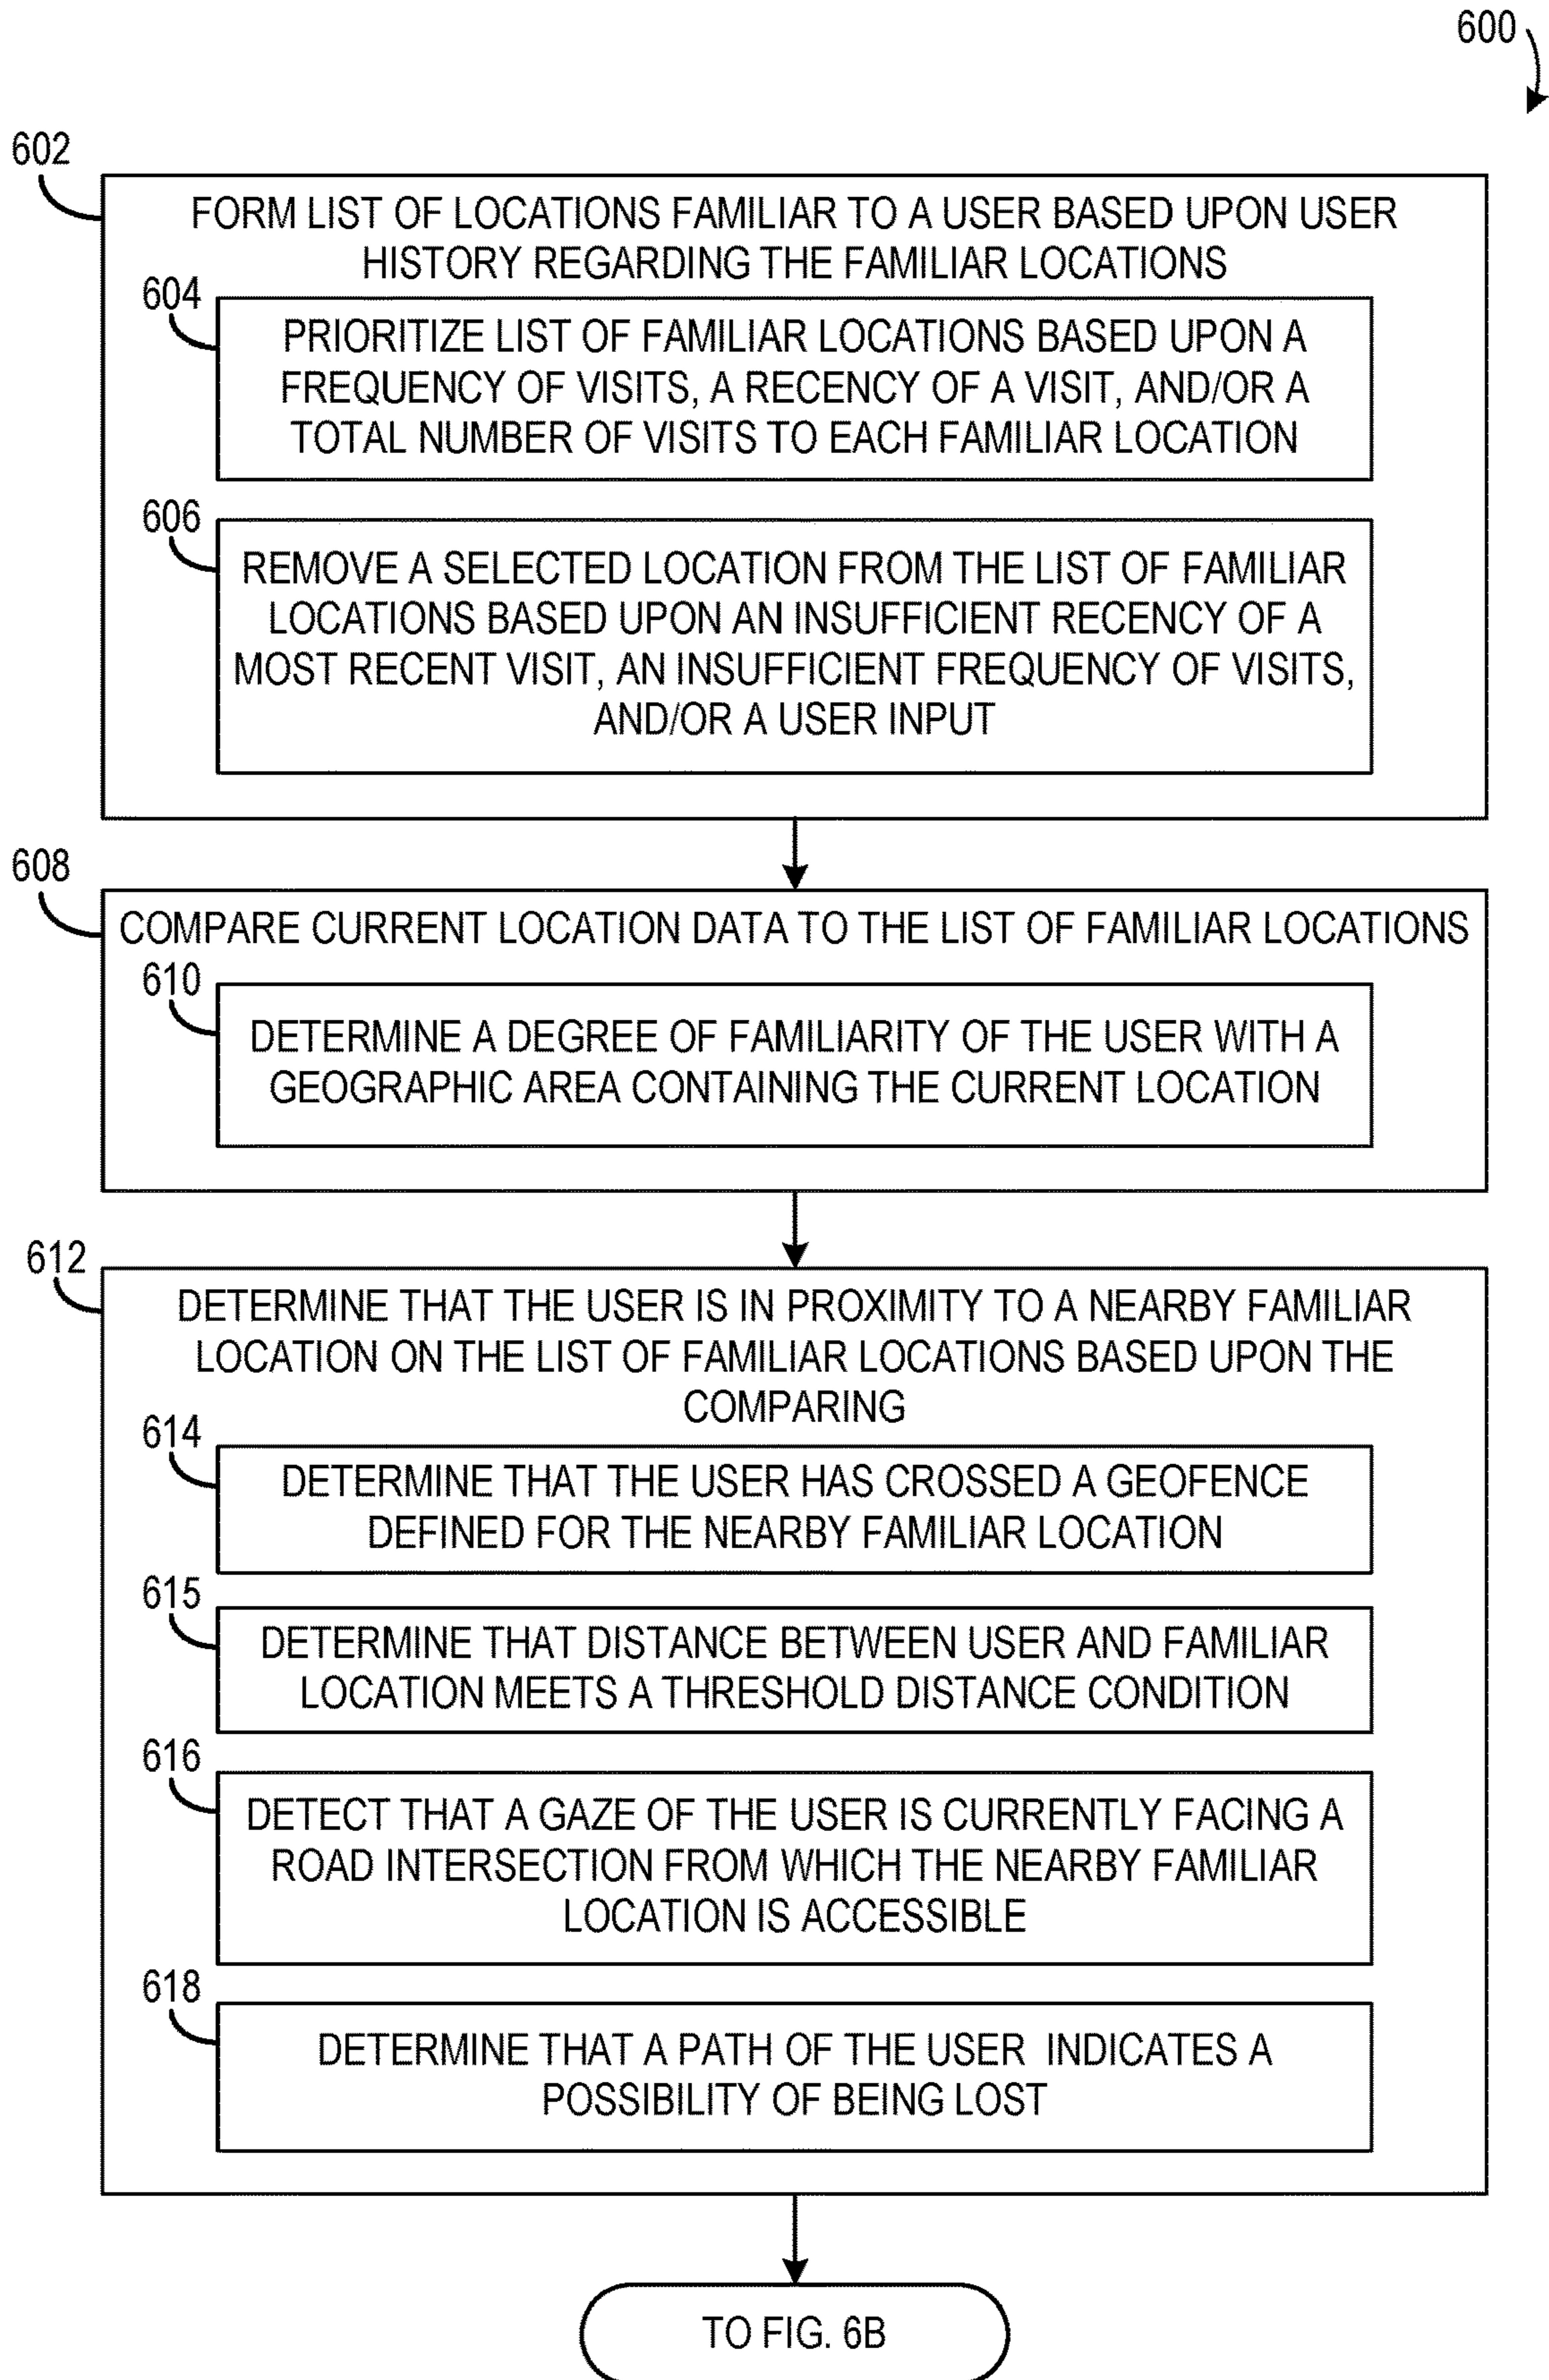 600
602
FORM LIST OF LOCATIONS FAMILIAR TO A USER BASED UPON USER
HISTORY REGARDING THE FAMILIAR LOCATIONS
604
PRIORITIZE LIST OF FAMILIAR LOCATIONS BASED UPON A
FREQUENCY OF VISITS, A RECENCY OF A VISIT, AND/OR A
TOTAL NUMBER OF VISITS TO EACH FAMILIAR LOCATION
606
REMOVE A SELECTED LOCATION FROM THE LIST OF FAMILIAR
LOCATIONS BASED UPON AN INSUFFICIENT RECENCY OF A
MOST RECENT VISIT, AN INSUFFICIENT FREQUENCY OF VISITS,
AND/OR A USER INPUT
608
COMPARE CURRENT LOCATION DATA TO THE LIST OF FAMILIAR LOCATIONS
610
DETERMINE A DEGREE OF FAMILIARITY OF THE USER WITH A
GEOGRAPHIC AREA CONTAINING THE CURRENT LOCATION
612
DETERMINE THAT THE USER IS IN PROXIMITY TO A NEARBY FAMILIAR
LOCATION ON THE LIST OF FAMILIAR LOCATIONS BASED UPON THE
COMPARING
614
DETERMINE THAT THE USER HAS CROSSED A GEOFENCE
DEFINED FOR THE NEARBY FAMILIAR LOCATION
615
DETERMINE THAT DISTANCE BETWEEN USER AND FAMILIAR
LOCATION MEETS A THRESHOLD DISTANCE CONDITION
616
DETECT THAT A GAZE OF THE USER IS CURRENTLY FACING A
ROAD INTERSECTION FROM WHICH THE NEARBY FAMILIAR
LOCATION IS ACCESSIBLE
618
DETERMINE THAT A PATH OF THE USER INDICATES A
POSSIBILITY OF BEING LOST
TO FIG. 6B